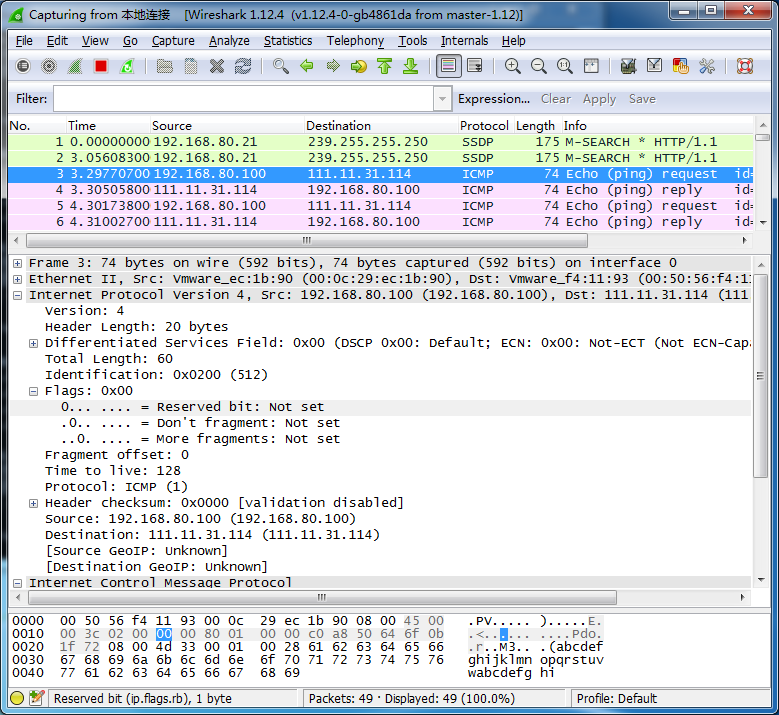 Capturing from 本地连接 [Wireshark 1.12.4 (v1.12.4-0-gb4861da from master-1.12)]
File Edit View Go Capture Analyze Statistics Telephony Tools Internals Help
Filter: Expression... Clear Apply Save
No. Time Source Destination Protocol Length Info
1 0.00000000 192.168.80.21 239.255.255.250 SSDP 175 M-SEARCH * HTTP/1.1
2 3.05608300 192.168.80.21 239.255.255.250 SSDP 175 M-SEARCH * HTTP/1.1
3 3.29770700 192.168.80.100 111.11.31.114 ICMP 74 Echo (ping) request id=
4 3.30505800 111.11.31.114 192.168.80.100 ICMP 74 Echo (ping) reply id=
5 4.30173800 192.168.80.100 111.11.31.114 ICMP 74 Echo (ping) request id=
6 4.31002700 111.11.31.114 192.168.80.100 ICMP 74 Echo (ping) reply id=
Frame 3: 74 bytes on wire (592 bits), 74 bytes captured (592 bits) on interface 0
Ethernet II, Src: Vmware_ec:1b:90 (00:0c:29:ec:1b:90), Dst: Vmware_f4:11:93 (00:50:56:f4:11
Internet Protocol Version 4, Src: 192.168.80.100 (192.168.80.100), Dst: 111.11.31.114 (111
Version: 4
Header Length: 20 bytes
Differentiated Services Field: 0x00 (DSCP 0x00: Default; ECN: 0x00: Not-ECT (Not ECN-Capa
Total Length: 60
Identification: 0x0200 (512)
Flags: 0x00
0... .... = Reserved bit: Not set
.0.. .... = Don't fragment: Not set
..0. .... = More fragments: Not set
Fragment offset: 0
Time to live: 128
Protocol: ICMP (1)
Header checksum: 0x0000 [validation disabled]
Source: 192.168.80.100 (192.168.80.100)
Destination: 111.11.31.114 (111.11.31.114)
[Source GeoIP: Unknown]
[Destination GeoIP: Unknown]
Internet Control Message Protocol
0000 00 50 56 f4 11 93 00 0c 29 ec 1b 90 08 00 45 00 .PV..... ).....E.
0010 00 3c 02 00 00 00 80 01 00 00 c0 a8 50 64 6f 0b .<...... ....Pdo.
0020 1f 72 08 00 4d 33 00 01 00 28 61 62 63 64 65 66 .r..M3.. .(abcdef
0030 67 68 69 6a 6b 6c 6d 6e 6f 70 71 72 73 74 75 76 ghijklmn opqrstuv
0040 77 61 62 63 64 65 66 67 68 69 wabcdefg hi
Reserved bit (ip.flags.rb), 1 byte Packets: 49 · Displayed: 49 (100.0%) Profile: Default